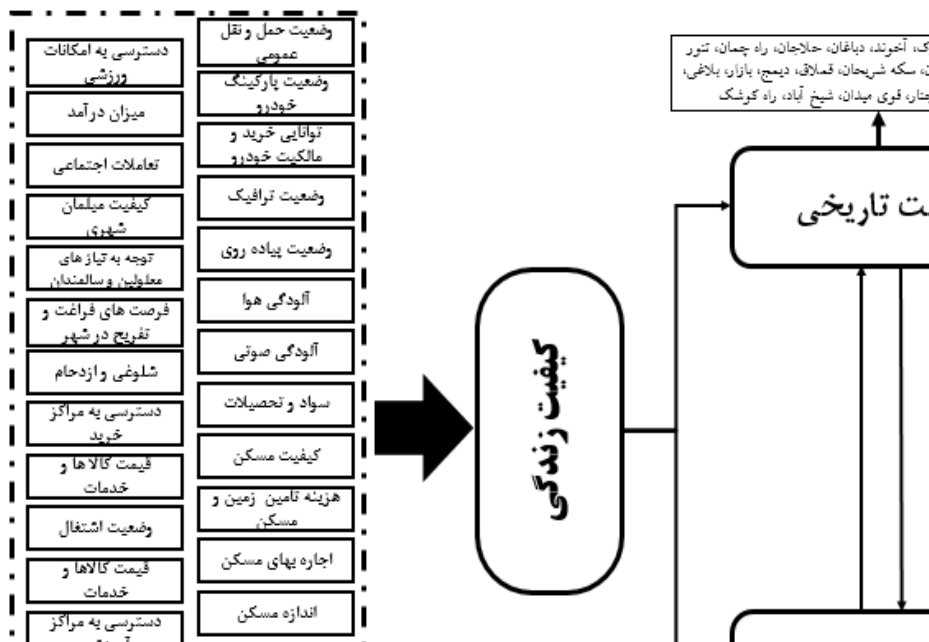 وضعیت حمل و نقل
عمومی
وضعیت پارکینگ
خودرو
توانایی خرید و
مالکیت خودرو
وضعیت ترافیک
وضعیت پیاده روی
آلودگی هوا
آلودگی صوتی
سواد و تحصیلات
کیفیت مسکن
هزینه تامین زمین و
مسکن
اجاره بهای مسکن
اندازه مسکن
دسترسی به امکانات
ورزشی
میزان درآمد
تعاملات اجتماعی
کیفیت مبلمان
شهری
توجه به نیاز های
معلولین و سالمندان
فرصت های فراغت و
تفریح در شهر
شلوغی و ازدحام
دسترسی به مراکز
خرید
قیمت کالا ها و
خدمات
وضعیت اشتغال
قیمت کالاها و
خدمات
دسترسی به مراکز
کیفیت زندگی
آخوند، دباغان، حلاجان، راه چمان، تنور
سکه شریحان، قملاق، دیمج، بازار، بلاغی،
قوی میدان، شیخ آباد، راه کوشک
تاریخی